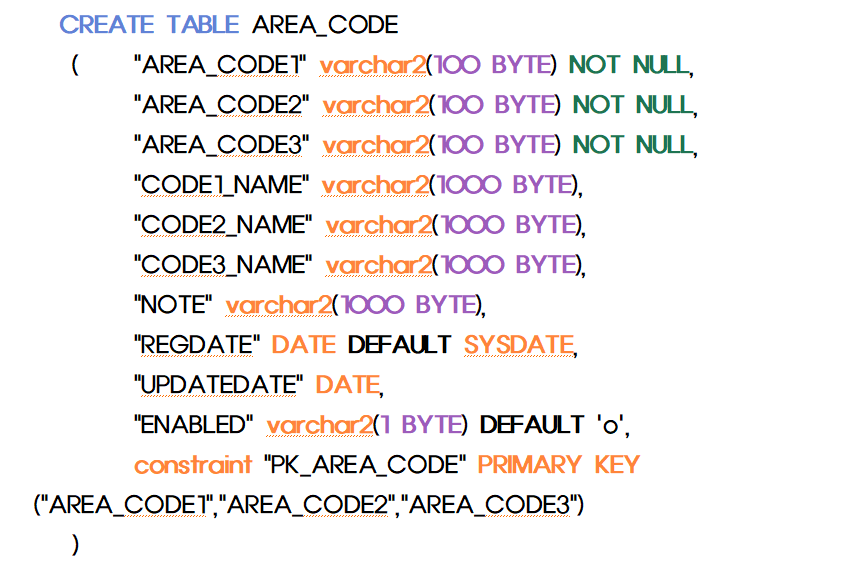 CREATE TABLE AREA_CODE
( "AREA_CODE1" varchar2(100 BYTE) NOT NULL,
"AREA_CODE2" varchar2(100 BYTE) NOT NULL,
"AREA_CODE3" varchar2(100 BYTE) NOT NULL,
"CODE1_NAME" varchar2(1000 BYTE),
"CODE2_NAME" varchar2(1000 BYTE),
"CODE3_NAME" varchar2(1000 BYTE),
"NOTE" varchar2(1000 BYTE),
"REGDATE" DATE DEFAULT SYSDATE,
"UPDATEDATE" DATE,
"ENABLED" varchar2(1 BYTE) DEFAULT 'o',
constraint "PK_AREA_CODE" PRIMARY KEY
("AREA_CODE1","AREA_CODE2","AREA_CODE3")
)